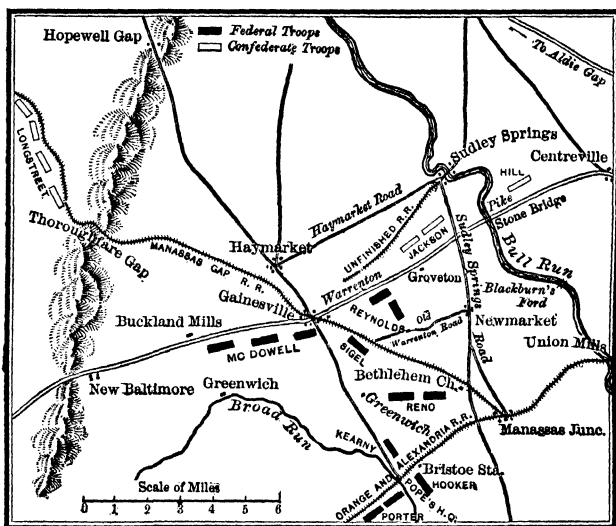 Federal Troops
Confederate Troops
Hopewell Gap
To Aldie Gap
LONGSTREET
Sudley Springs
Centreville
HILL
Haymarket Road
UNFINISHED R.R.
Pike
Stone Bridge
JACKSON
Sudley Springs Road
Thoroughfare Gap
MANASSAS GAP R.R.
Haymarket
Bull Run
Warrenton
Groveton
Blackburn's
Ford
Gainesville
REYNOLDS
Old
Warrenton Road
Newmarket
Buckland Mills
MC DOWELL
SIGEL
Union Mills
Bethlehem Ch.
New Baltimore
Greenwich
Greenwich
RENO
Broad Run
Manassas Junc.
KEARNY
ORANGE AND ALEXANDRIA R.R.
Bristoe Sta.
HOOKER
POPE'S H.Q.
PORTER
Scale of Miles
0 1 2 3 4 5 6